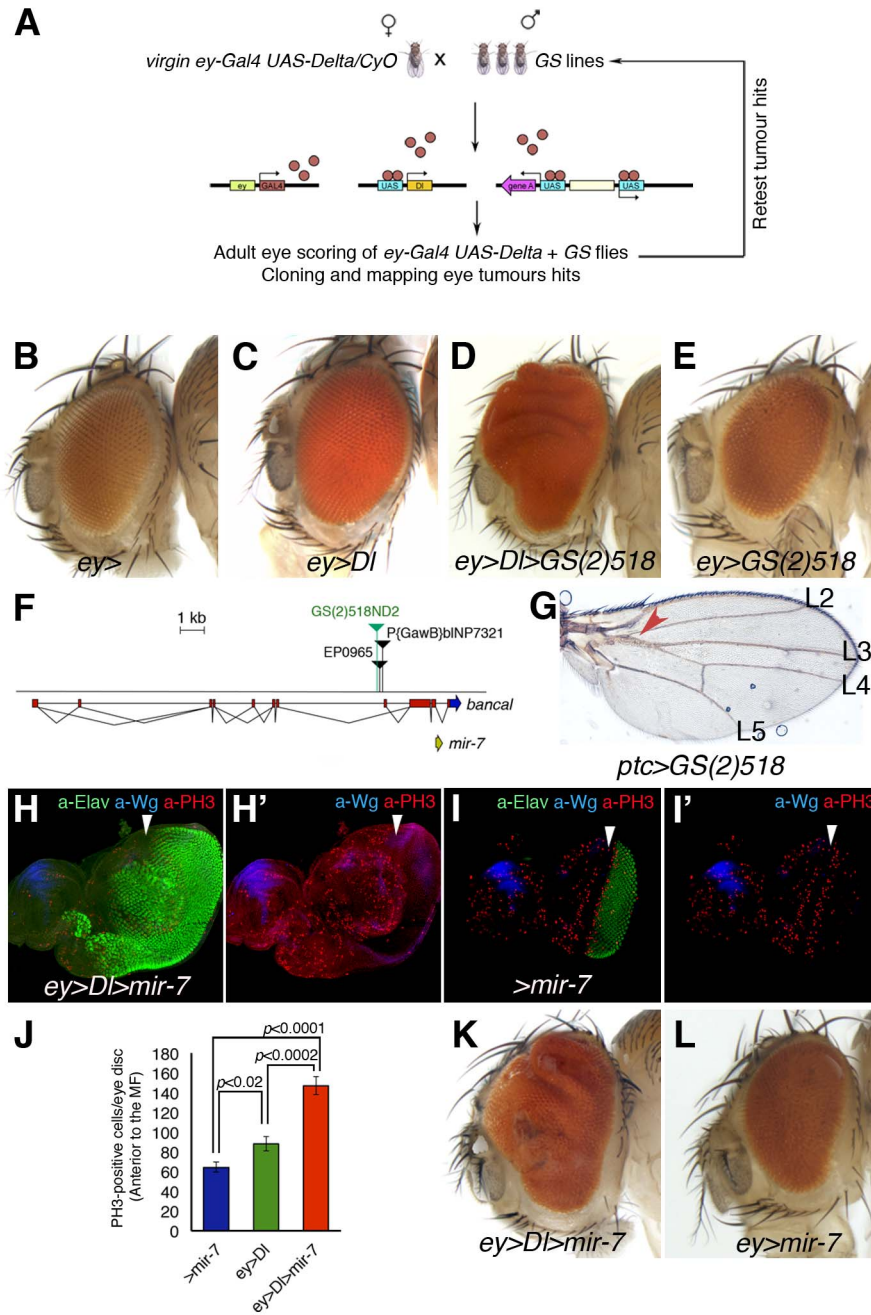 A
♀ ♂
virgin ey-Gal4 UAS-Delta/CyO x GS lines
Retest tumour hits
ey GAL4 UAS Dl gene A UAS UAS
Adult eye scoring of ey-Gal4 UAS-Delta + GS flies
Cloning and mapping eye tumours hits
B
ey>
C
ey>Dl
D
ey>Dl>GS(2)518
E
ey>GS(2)518
F
1 kb
GS(2)518ND2
P{GawB}blNP7321
EP0965
bancal
mir-7
G
L2
L3
L4
L5
ptc>GS(2)518
H
a-Elav a-Wg a-PH3
ey>Dl>mir-7
H'
a-Wg a-PH3
I
a-Elav a-Wg a-PH3
>mir-7
I'
a-Wg a-PH3
J
PH3-positive cells/eye disc
(Anterior to the MF)
180
160
140
120
100
80
60
40
20
0
p<0.0001
p<0.0002
p<0.02
>mir-7
ey>Dl
ey>Dl>mir-7
K
ey>Dl>mir-7
L
ey>mir-7